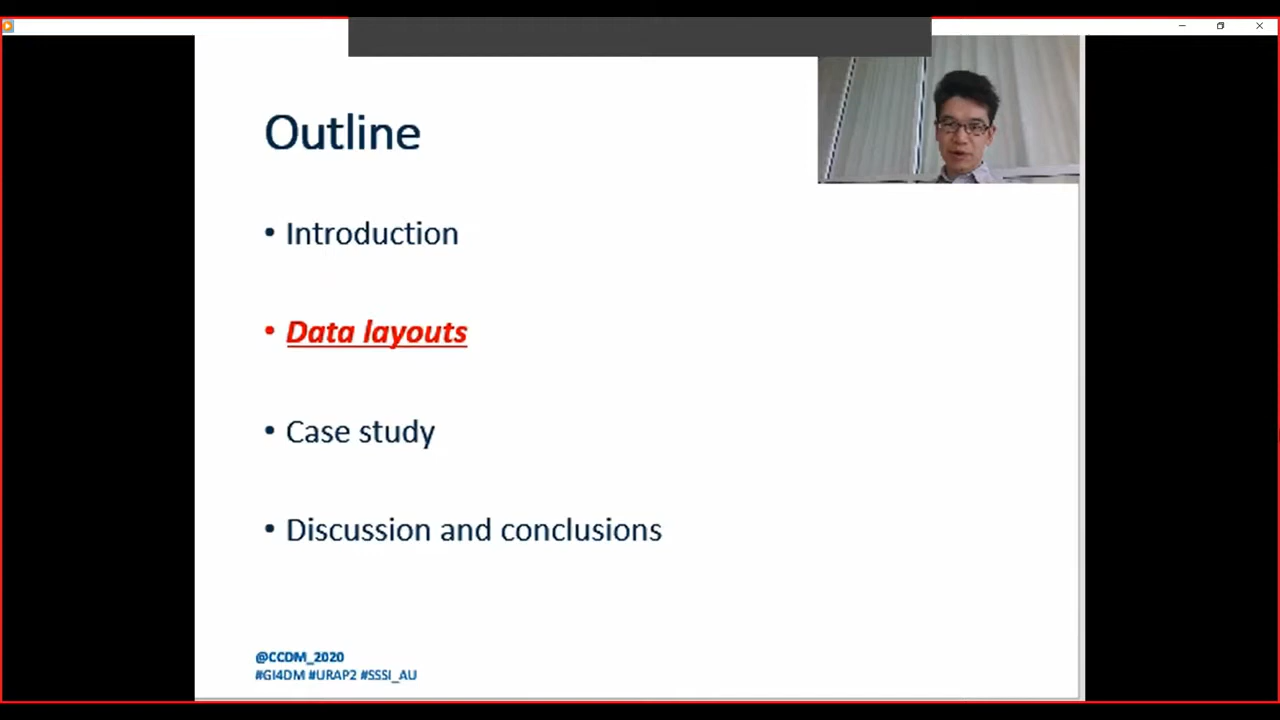 Outline
• Introduction
• Data layouts
• Case study
• Discussion and conclusions
@CCDM_2020
#GI4DM #URAP2 #SSSI_AU